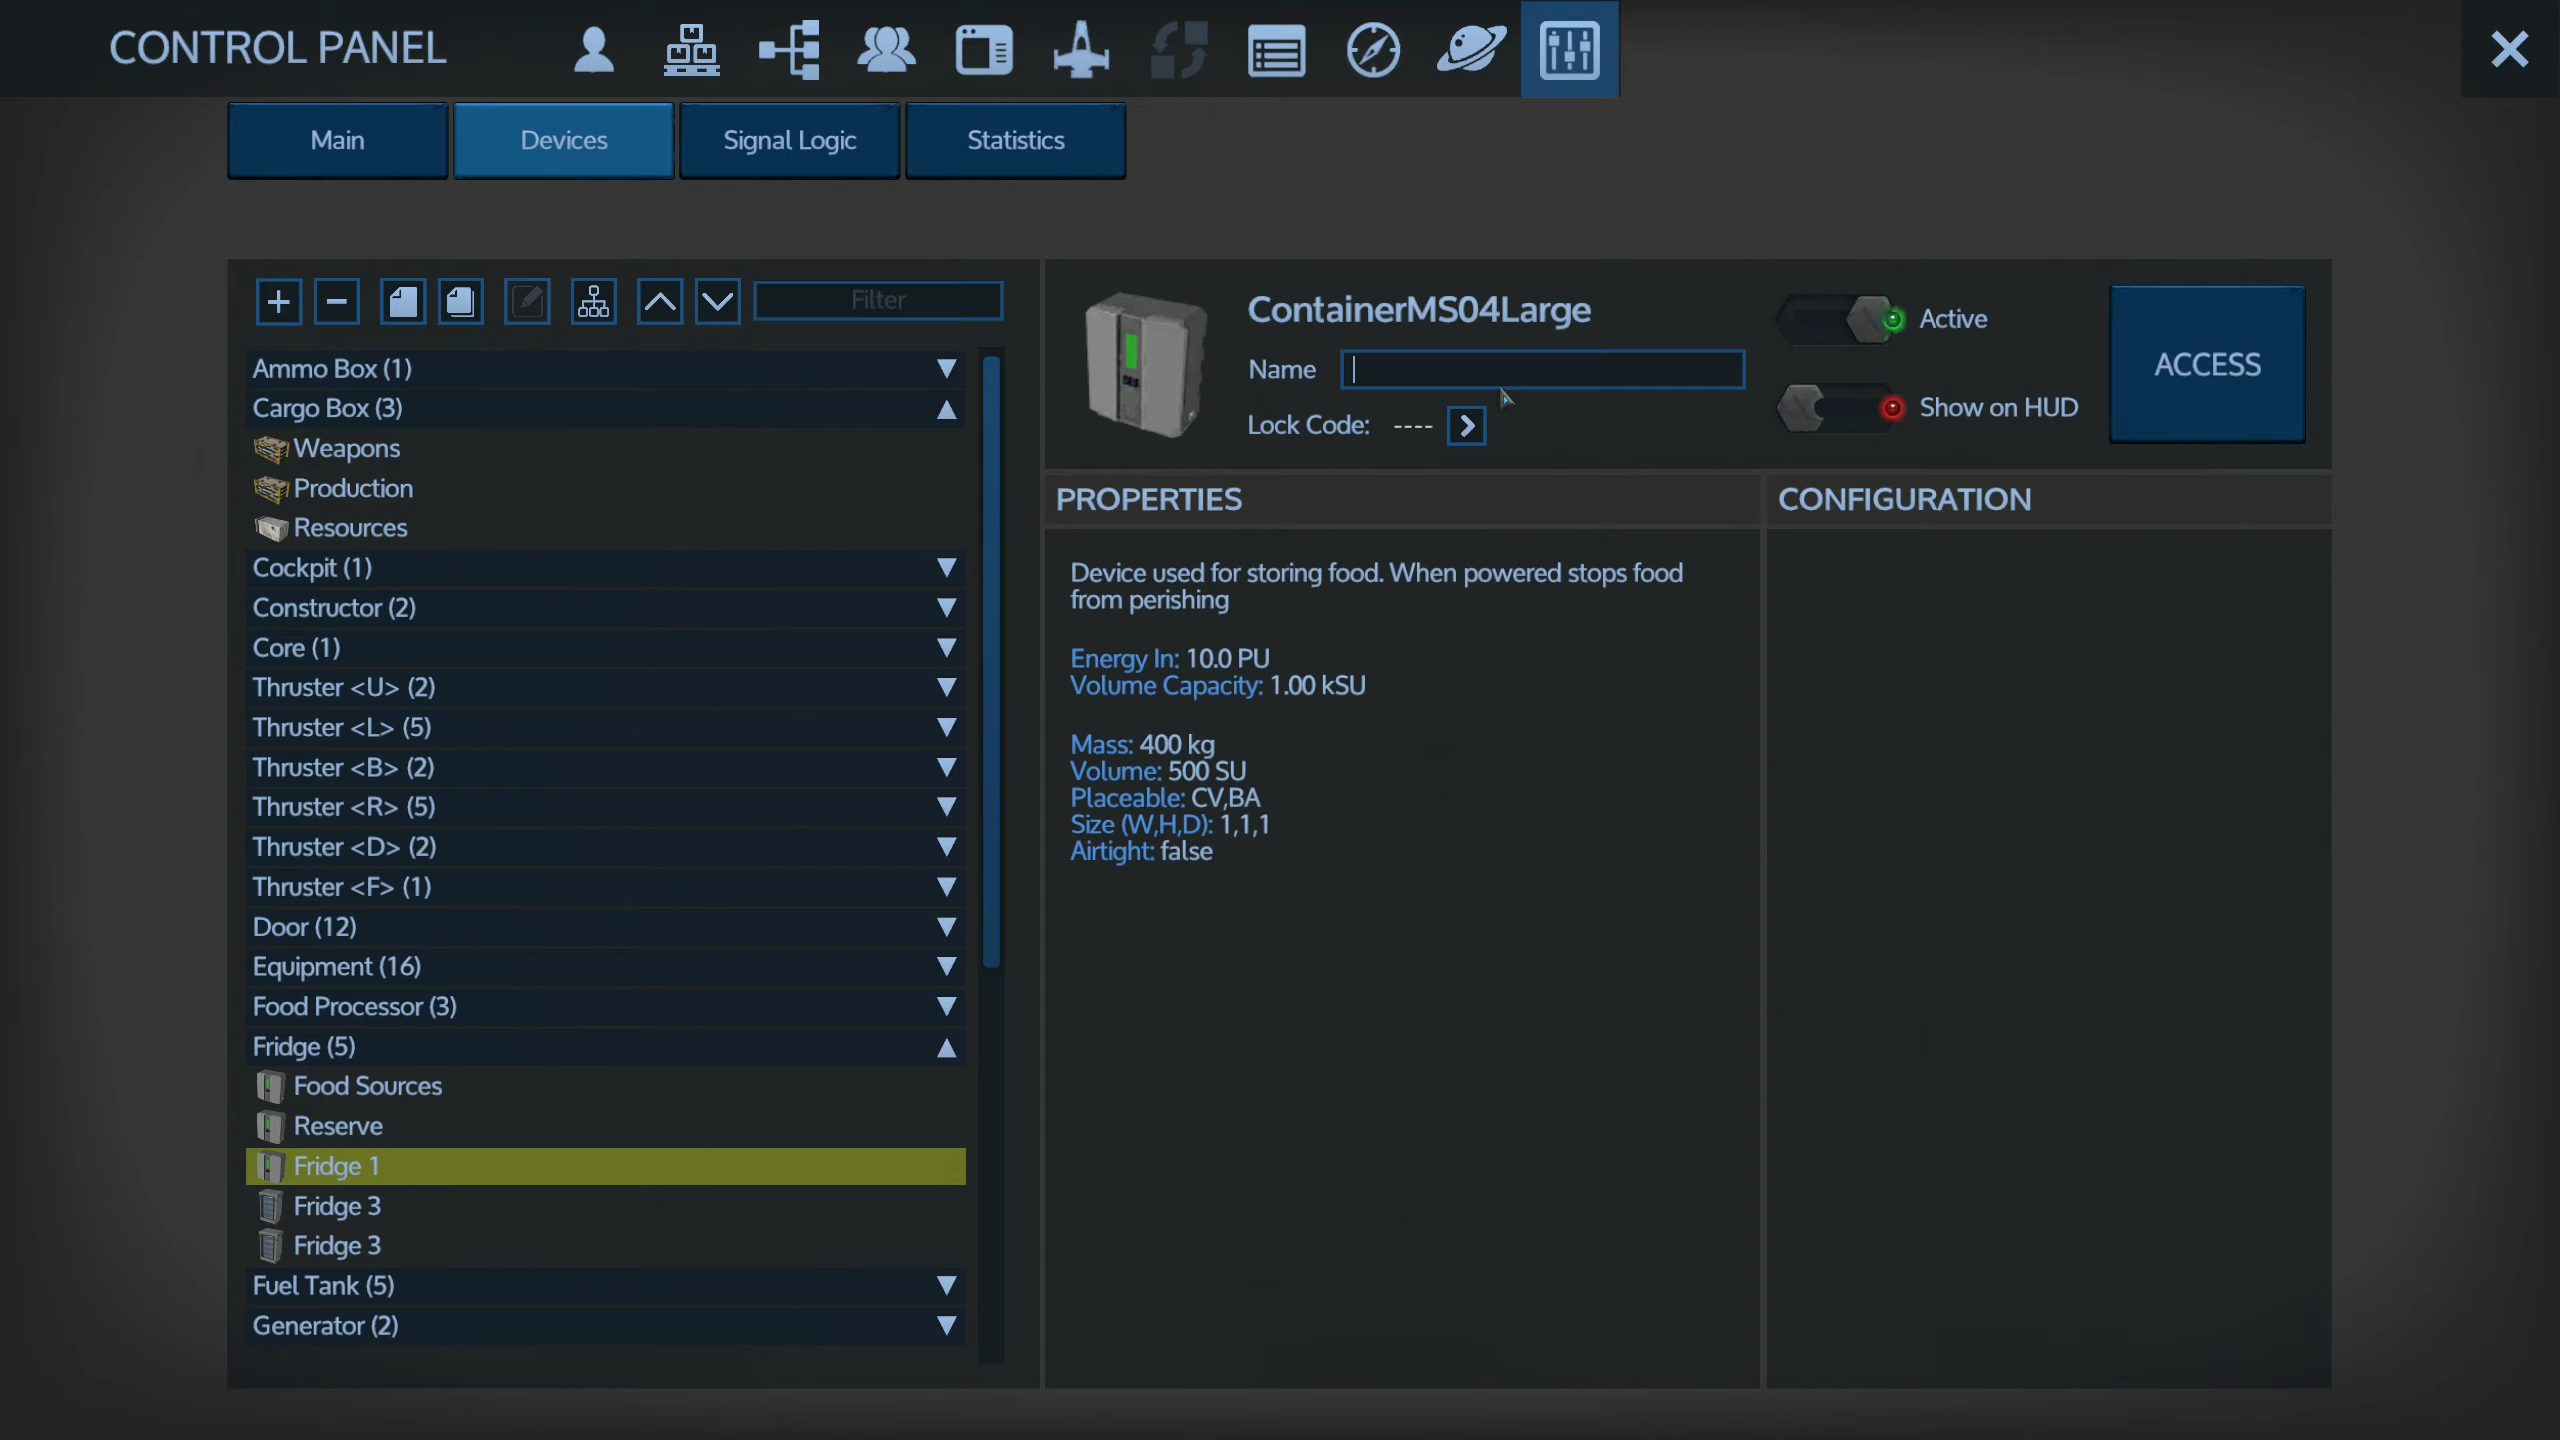 CONTROL PANEL
Main
Devices
Signal Logic
Statistics
Filter
Ammo Box (1)
Cargo Box (3)
Weapons
Production
Resources
Cockpit (1)
Constructor (2)
Core (1)
Thruster <U> (2)
Thruster <L> (5)
Thruster <B> (2)
Thruster <R> (5)
Thruster <D> (2)
Thruster <F> (1)
Door (12)
Equipment (16)
Food Processor (3)
Fridge (5)
Food Sources
Reserve
Fridge 1
Fridge 3
Fridge 3
Fuel Tank (5)
Generator (2)
ContainerMS04Large
Name
Lock Code: ----
Active
Show on HUD
ACCESS
PROPERTIES
Device used for storing food. When powered stops food
from perishing
Energy In: 10.0 PU
Volume Capacity: 1.00 kSU
Mass: 400 kg
Volume: 500 SU
Placeable: CV,BA
Size (W,H,D): 1,1,1
Airtight: false
CONFIGURATION